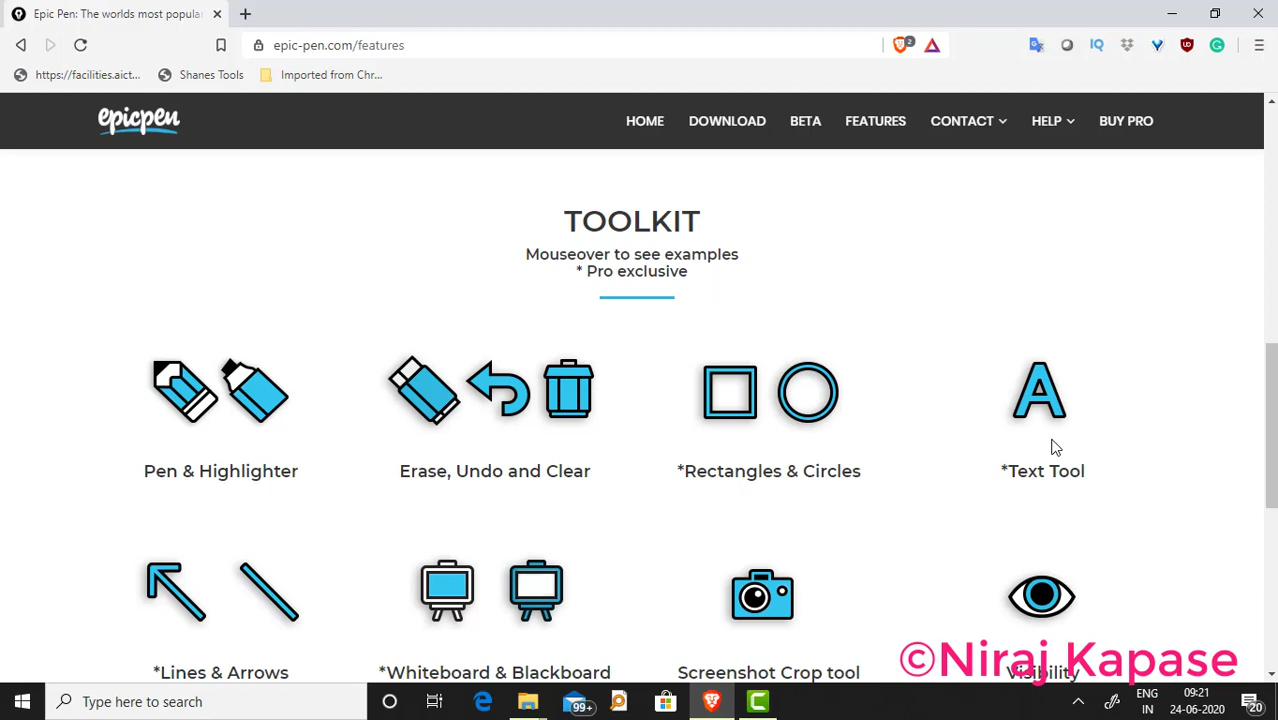 Epic Pen: The worlds most popular
epic-pen.com/features
2
https://facilities.aict...
Shanes Tools
Imported from Chr...
epicpen
HOME
DOWNLOAD
BETA
FEATURES
CONTACT
HELP
BUY PRO
TOOLKIT
Mouseover to see examples
* Pro exclusive
Pen & Highlighter
Erase, Undo and Clear
*Rectangles & Circles
A
*Text Tool
*Lines & Arrows
*Whiteboard & Blackboard
Screenshot Crop tool
Visibility
©Niraj Kapase
Type here to search
99+
ENG
IN
09:21
24-06-2020
20